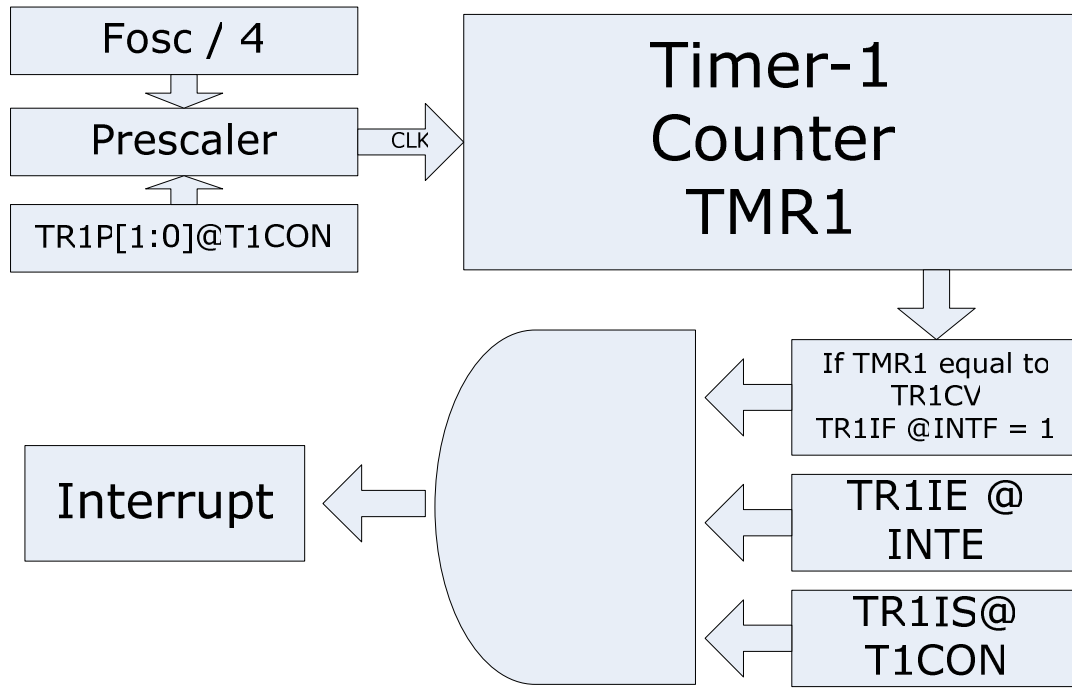 Fosc / 4
Prescaler
TR1P[1:0]@T1CON
CLK
Timer-1
Counter
TMR1
If TMR1 equal to
TR1CV
TR1IF @INTF = 1
TR1IE @
INTE
TR1IS@
T1CON
Interrupt